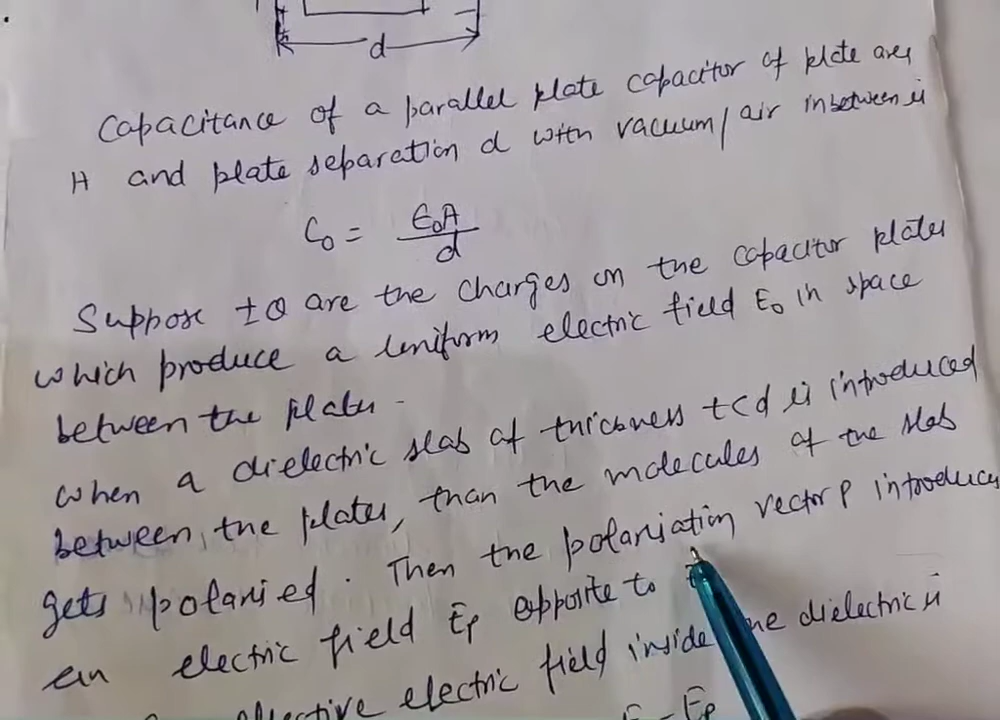 d
Capacitance of a parallel plate capacitor of plate area
A and plate separation d with vacuum/air inbetween is
C₀ = ε₀A/d
Suppose ±Q are the charges on the capacitor plates
which produce a uniform electric field E₀ in space
between the plates.
When a dielectric slab of thickness t<d is introduced
between the plates, than the molecules of the slab
gets polarised. Then the polarisation vector P introduces
an electric field Ep opposite to
electric field inside the dielectric is
Ep